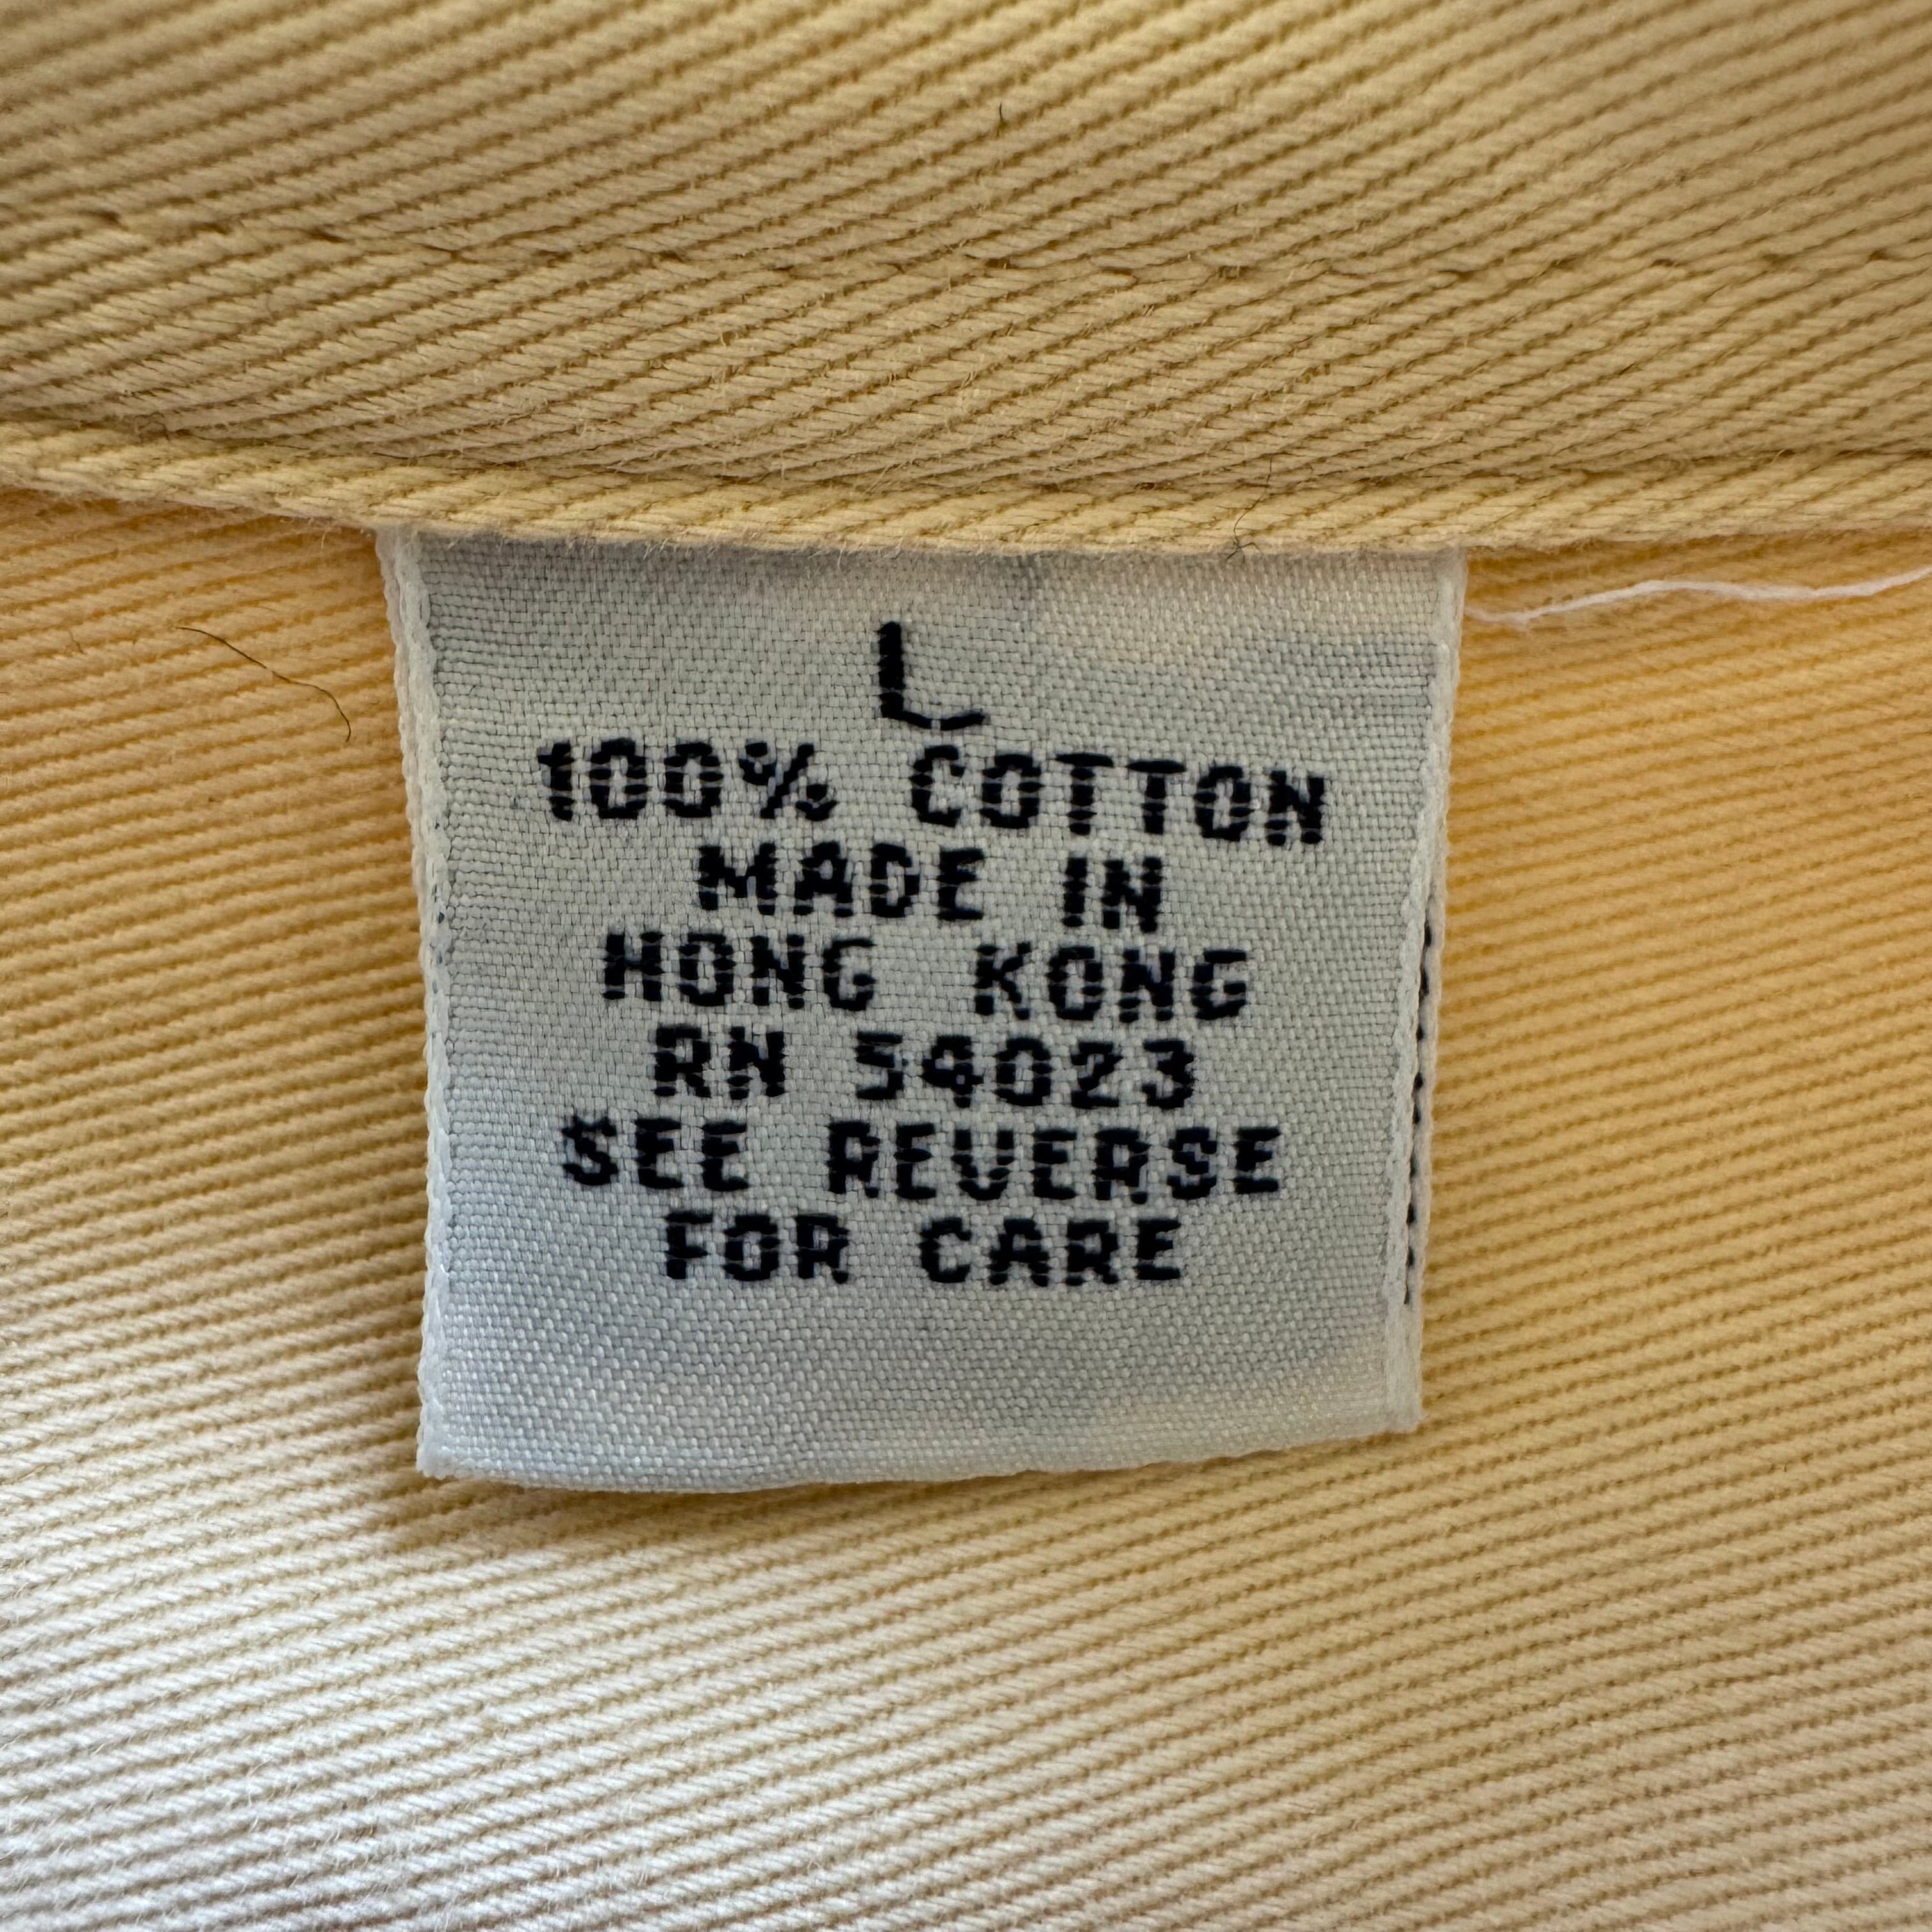 L
100% COTTON
MADE IN
HONG KONG
RN 54023
SEE REVERSE
FOR CARE